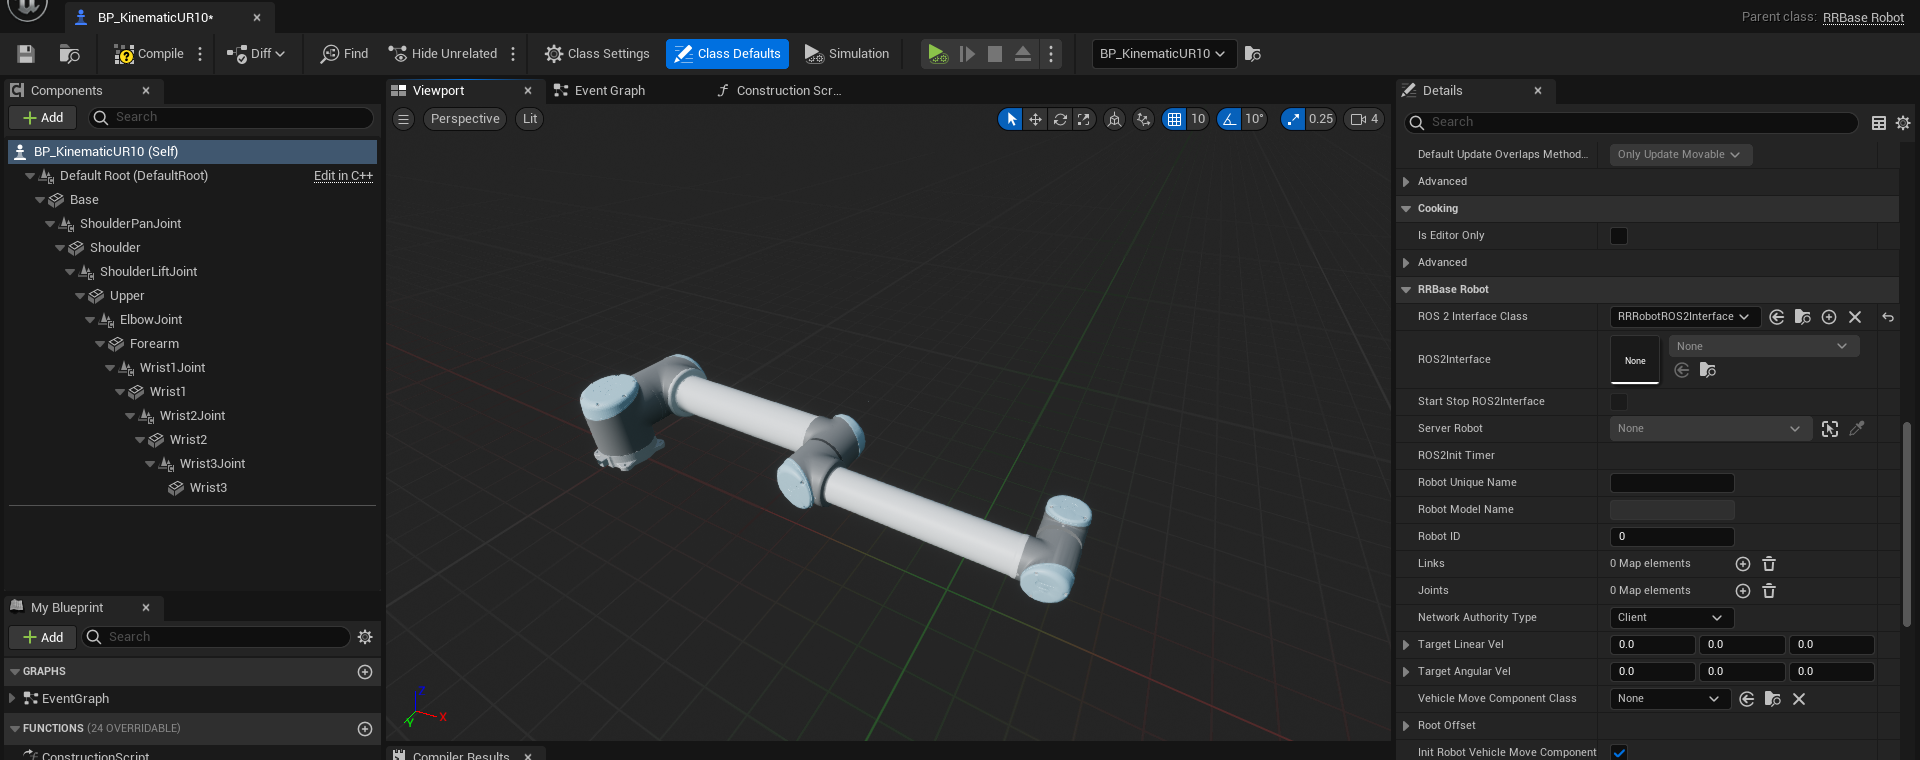 BP_KinematicUR10*
Parent class: RRBase Robot
Compile
Diff
Find
Hide Unrelated
Class Settings
Class Defaults
Simulation
BP_KinematicUR10
Components
Add
Search
BP_KinematicUR10 (Self)
Default Root (DefaultRoot)
Edit in C++
Base
ShoulderPanJoint
Shoulder
ShoulderLiftJoint
Upper
ElbowJoint
Forearm
Wrist1Joint
Wrist1
Wrist2Joint
Wrist2
Wrist3Joint
Wrist3
My Blueprint
Add
Search
GRAPHS
EventGraph
FUNCTIONS (24 OVERRIDABLE)
ConstructionScript
Viewport
Event Graph
Construction Scr...
Perspective
Lit
10
10°
0.25
4
Z
X
Y
Compiler Results
Details
Search
Default Update Overlaps Method...
Only Update Movable
Advanced
Cooking
Is Editor Only
Advanced
RRBase Robot
ROS 2 Interface Class
RRRobotROS2Interface
ROS2Interface
None
None
Start Stop ROS2Interface
Server Robot
None
ROS2Init Timer
Robot Unique Name
Robot Model Name
Robot ID
0
Links
0 Map elements
Joints
0 Map elements
Network Authority Type
Client
Target Linear Vel
0.0
0.0
0.0
Target Angular Vel
0.0
0.0
0.0
Vehicle Move Component Class
None
Root Offset
Init Robot Vehicle Move Component